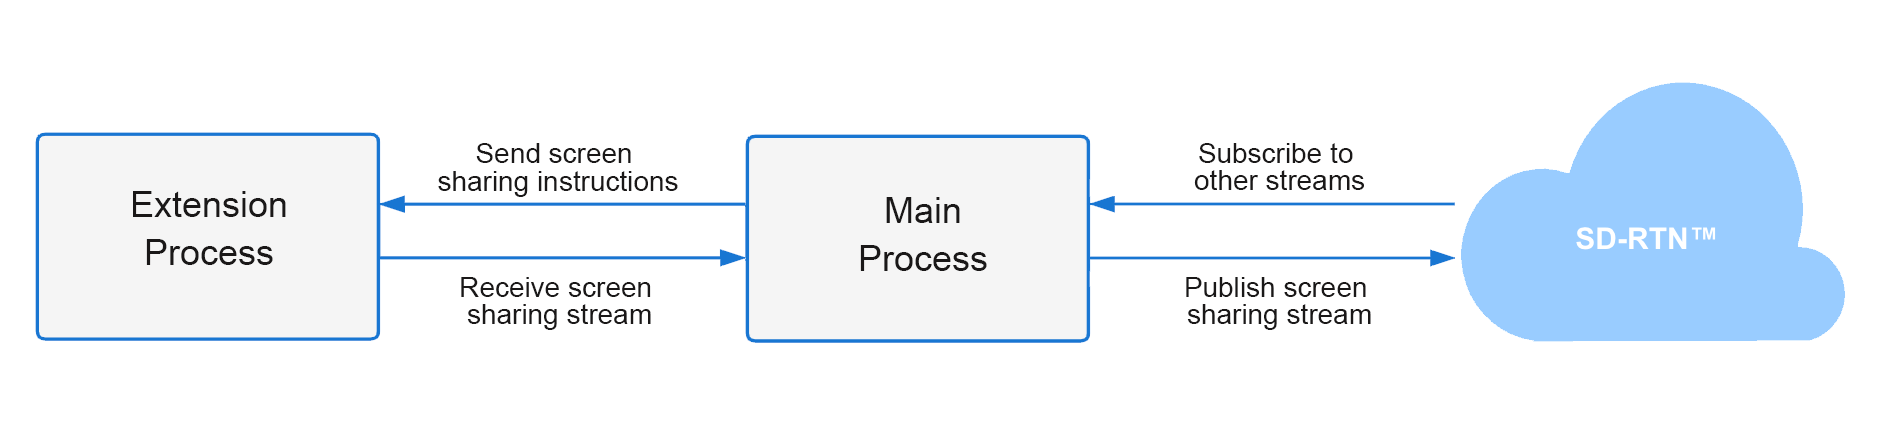 Extension
Process
Send screen
sharing instructions
Receive screen
sharing stream
Main
Process
Subscribe to
other streams
Publish screen
sharing stream
SD-RTN™